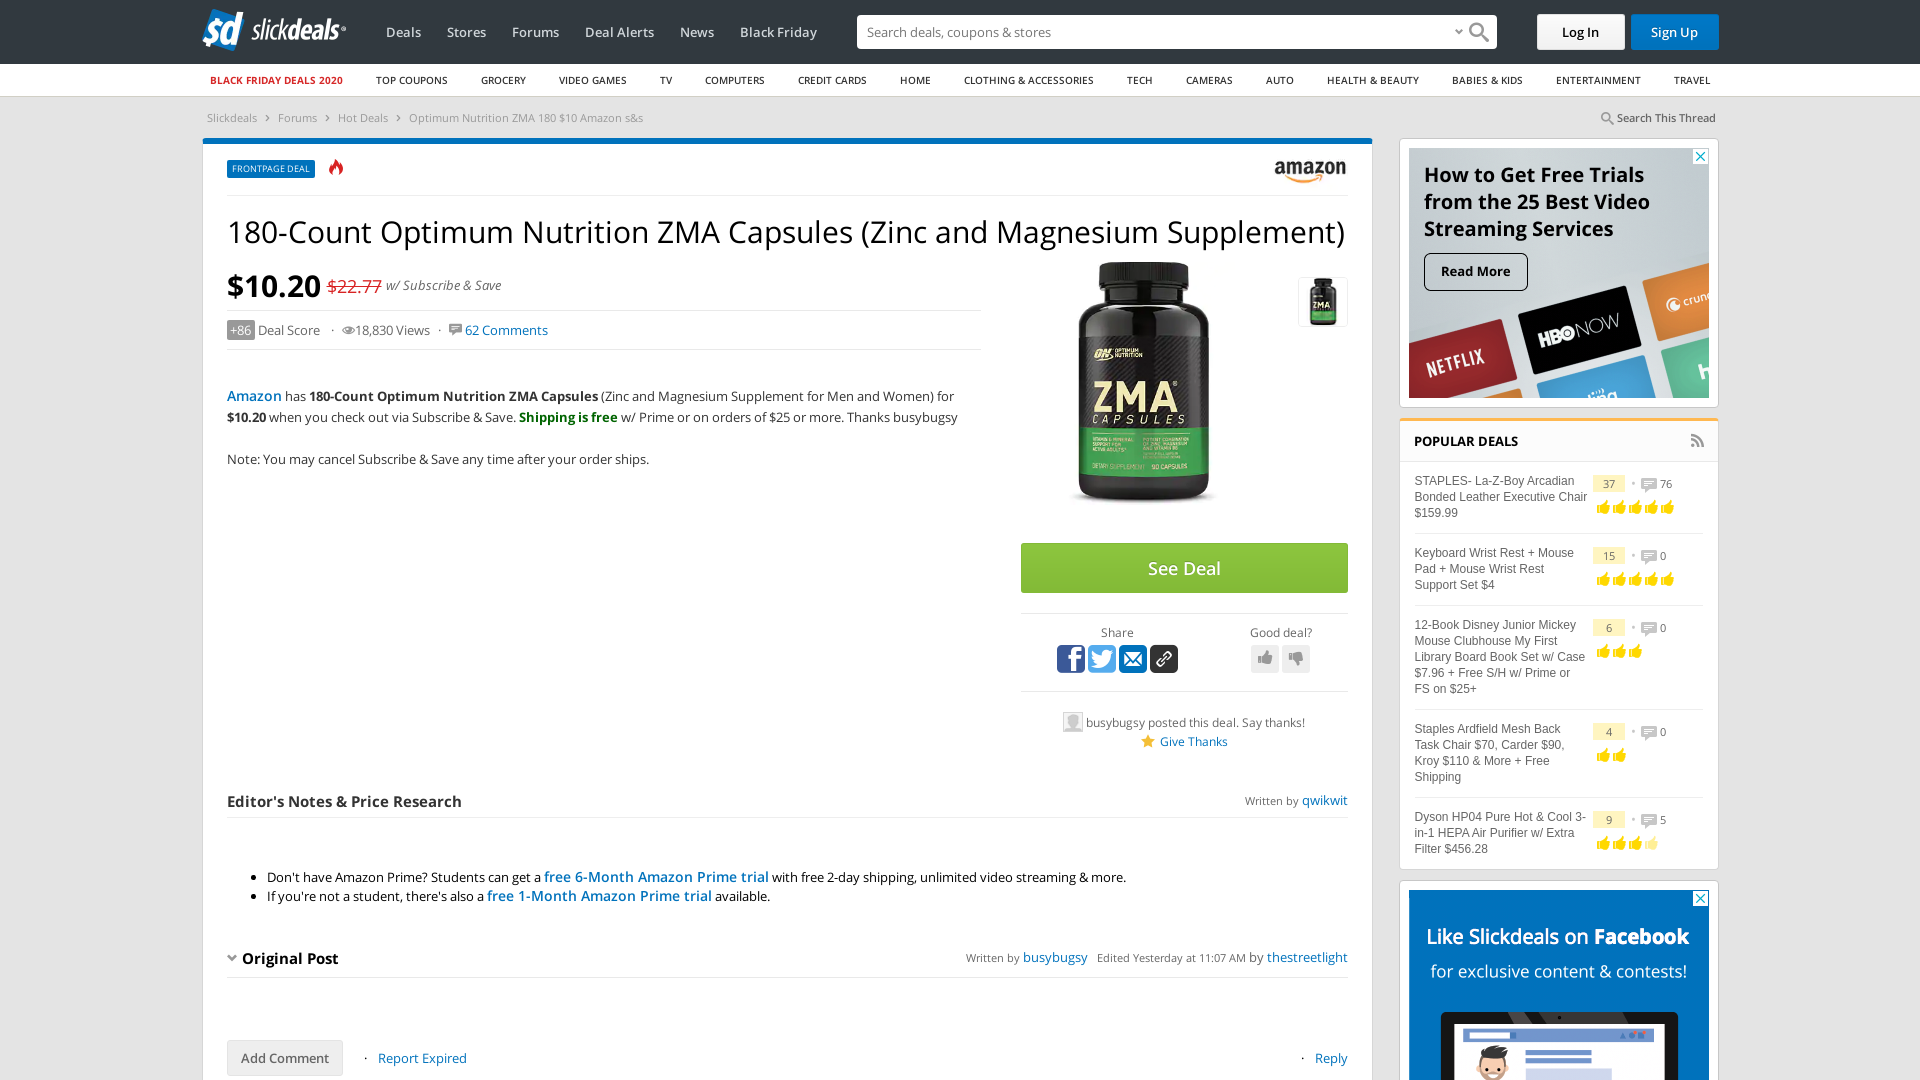 slickdeals
Deals
Stores
Forums
Deal Alerts
News
Black Friday
Search deals, coupons & shopping
Log In
Sign Up
BLACK FRIDAY DEALS 2020
TOP COUPONS
GROCERY
VIDEO GAMES
TV
COMPUTERS
CREDIT CARDS
HOME
CLOTHING & ACCESSORIES
TECH
CAMERAS
AUTO
HEALTH & BEAUTY
BABIES & KIDS
ENTERTAINMENT
TRAVEL
Slickdeals › Forums › Hot Deals › Optimum Nutrition ZMA 180 $10 Amazon s&s
Search This Thread
FRONTPAGE DEAL
amazon
180-Count Optimum Nutrition ZMA Capsules (Zinc and Magnesium Supplement)
$10.20 $22.77 w/ Subscribe & Save
+86 Deal Score · 18,830 Views · 62 Comments
Amazon has 180-Count Optimum Nutrition ZMA Capsules (Zinc and Magnesium Supplement for Men and Women) for
$10.20 when you check out via Subscribe & Save. Shipping is free w/ Prime or on orders of $25 or more. Thanks busybugsy
Note: You may cancel Subscribe & Save any time after your order ships.
ON OPTIMUM
NUTRITION
ZMA
CAPSULES
DIETARY SUPPLEMENT 90 CAPSULES
See Deal
Share
Good deal?
busybugsy posted this deal. Say thanks!
Give Thanks
Editor's Notes & Price Research
Written by qwikwit
Don't have Amazon Prime? Students can get a free 6-Month Amazon Prime trial with free 2-day shipping, unlimited video streaming & more.
If you're not a student, there's also a free 1-Month Amazon Prime trial available.
Original Post
Written by busybugsy Edited Yesterday at 11:07 AM by thestreetlight
Add Comment
· Report Expired
· Reply
How to Get Free Trials
from the 25 Best Video
Streaming Services
Read More
NETFLIX
HBO NOW
crunc
POPULAR DEALS
STAPLES- La-Z-Boy Arcadian
Bonded Leather Executive Chair
$159.99
37 • 76
Keyboard Wrist Rest + Mouse
Pad + Mouse Wrist Rest
Support Set $4
15 • 0
12-Book Disney Junior Mickey
Mouse Clubhouse My First
Library Board Book Set w/ Case
$7.96 + Free S/H w/ Prime or
FS on $25+
6 • 0
Staples Ardfield Mesh Back
Task Chair $70, Carder $90,
Kroy $110 & More + Free
Shipping
4 • 0
Dyson HP04 Pure Hot & Cool 3-
in-1 HEPA Air Purifier w/ Extra
Filter $456.28
9 • 5
Like Slickdeals on Facebook
for exclusive content & contests!